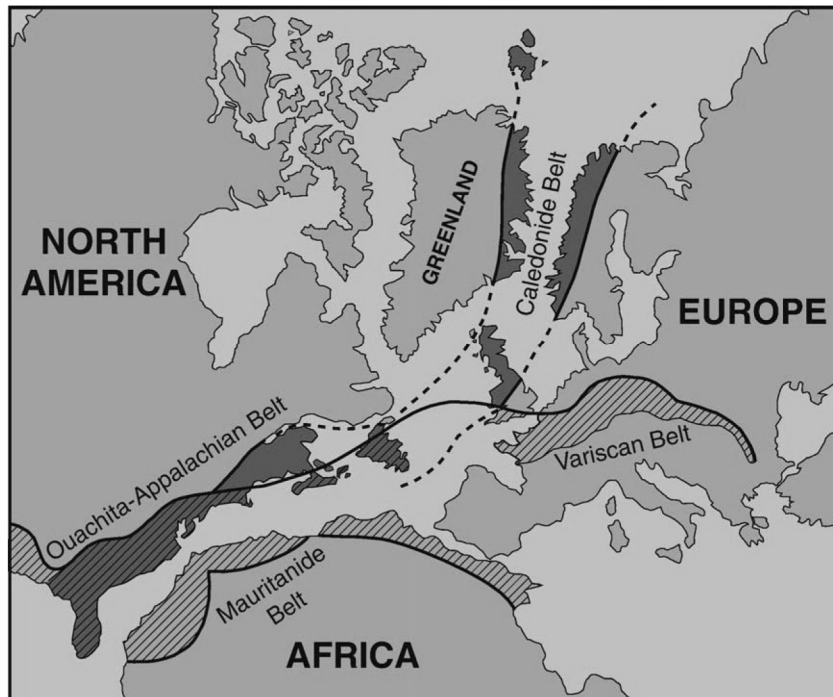 NORTH
AMERICA
GREENLAND
Caledonide Belt
EUROPE
Ouachita-Appalachian Belt
Variscan Belt
Mauritanide
Belt
AFRICA